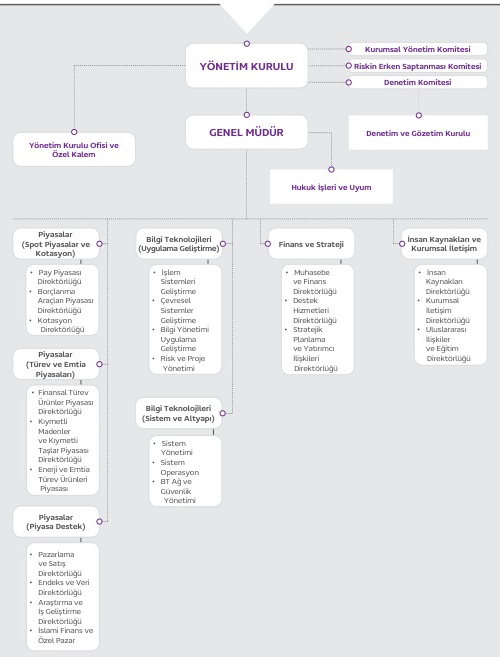 YÖNETİM KURULU
Kurumsal Yönetim Komitesi
Riskin Erken Saptanması Komitesi
Denetim Komitesi
Denetim ve Gözetim Kurulu
Yönetim Kurulu Ofisi ve
Özel Kalem
GENEL MÜDÜR
Hukuk İşleri ve Uyum
Piyasalar
(Spot Piyasalar ve
Kotasyon)
• Pay Piyasası
Direktörlüğü
• Borçlanma
Araçları Piyasası
Direktörlüğü
• Kotasyon
Direktörlüğü
Piyasalar
(Türev ve Emtia
Piyasaları)
• Finansal Türev
Ürünler Piyasası
Direktörlüğü
• Kıymetli
Madenler
ve Kıymetli
Taşlar Piyasası
Direktörlüğü
• Enerji ve Emtia
Türev Ürünleri
Piyasası
Piyasalar
(Piyasa Destek)
• Pazarlama
ve Satış
Direktörlüğü
• Endeks ve Veri
Direktörlüğü
• Araştırma ve
İş Geliştirme
Direktörlüğü
• İslami Finans ve
Özel Pazar
Bilgi Teknolojileri
(Uygulama Geliştirme)
• İşlem
Sistemleri
Geliştirme
• Çevresel
Sistemler
Geliştirme
• Bilgi Yönetimi
Uygulama
Geliştirme
• Risk ve Proje
Yönetimi
Bilgi Teknolojileri
(Sistem ve Altyapı)
• Sistem
Yönetimi
• Sistem
Operasyon
• BT Ağ ve
Güvenlik
Yönetimi
Finans ve Strateji
• Muhasebe
ve Finans
Direktörlüğü
• Destek
Hizmetleri
Direktörlüğü
• Stratejik
Planlama
ve Yatırımcı
İlişkileri
Direktörlüğü
İnsan Kaynakları ve
Kurumsal İletişim
• İnsan
Kaynakları
Direktörlüğü
• Kurumsal
İletişim
Direktörlüğü
• Uluslararası
İlişkiler
ve Eğitim
Direktörlüğü